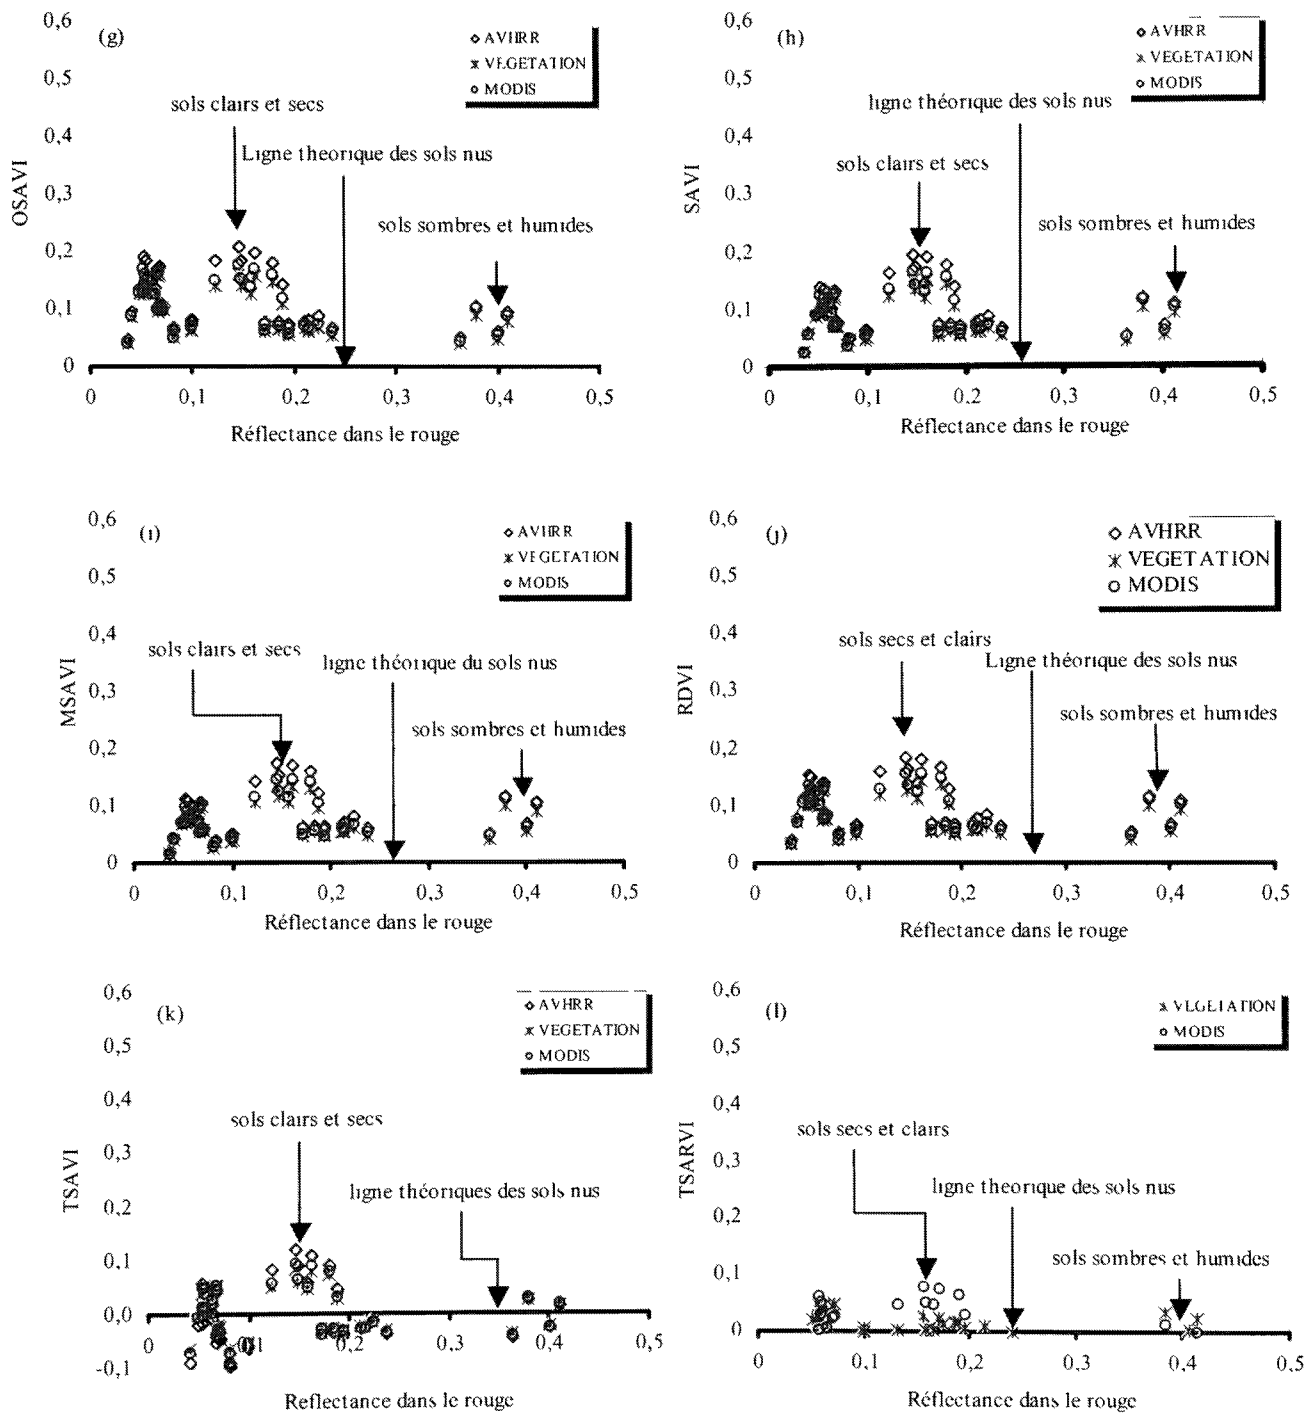 (g)
0,6
0,5
0,4
0,3
0,2
0,1
0
OSAVI
◇ AVHRR
ж VEGETATION
○ MODIS
sols clairs et secs
Ligne theorique des sols nus
sols sombres et humides
0 0,1 0,2 0,3 0,4 0,5
Réflectance dans le rouge
(h)
0,6
0,5
0,4
0,3
0,2
0,1
0
SAVI
◇ AVHRR
ж VEGETATION
○ MODIS
ligne théorique des sols nus
sols clairs et secs
sols sombres et humides
0 0,1 0,2 0,3 0,4 0,5
Réflectance dans le rouge
(i)
0,6
0,5
0,4
0,3
0,2
0,1
0
MSAVI
◇ AVHRR
ж VEGETATION
○ MODIS
sols clairs et secs
ligne théorique du sols nus
sols sombres et humides
0 0,1 0,2 0,3 0,4 0,5
Réflectance dans le rouge
(j)
0,6
0,5
0,4
0,3
0,2
0,1
0
RDVI
◇ AVHRR
ж VEGETATION
○ MODIS
sols secs et clairs
Ligne théorique des sols nus
sols sombres et humides
0 0,1 0,2 0,3 0,4 0,5
Réflectance dans le rouge
(k)
0,6
0,5
0,4
0,3
0,2
0,1
0,0
-0,1
TSAVI
◇ AVHRR
ж VEGETATION
○ MODIS
sols clairs et secs
ligne théoriques des sols nus
0 0,1 0,2 0,3 0,4 0,5
Reflectance dans le rouge
(l)
0,6
0,5
0,4
0,3
0,2
0,1
0
TSARVI
ж VEGETATION
○ MODIS
sols secs et clairs
ligne theorique des sols nus
sols sombres et humides
0 0,1 0,2 0,3 0,4 0,5
Réflectance dans le rouge